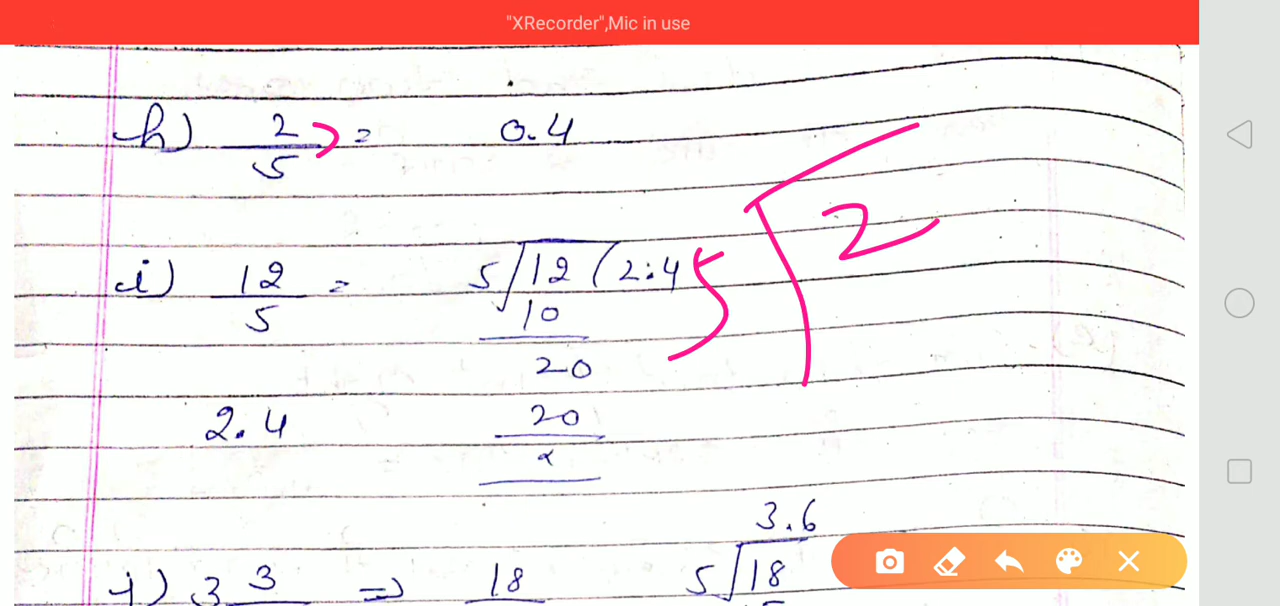 "XRecorder",Mic in use
h) 2/5 = 0.4
5 2
i) 12/5 = 5 12 ( 2.4
10
20
2.4 20
x
3.6
j) 3 3 => 18 5 18